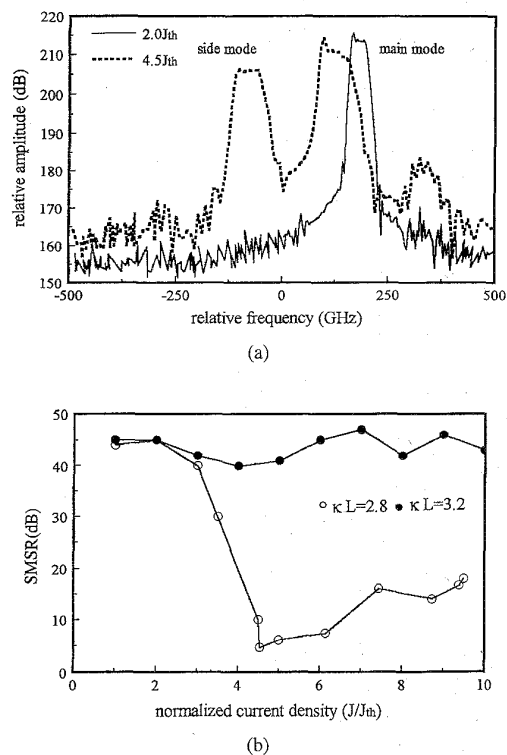 220
210
200
190
180
170
160
150
relative amplitude (dB)
2.0Jth
4.5Jth
side mode
main mode
-500
-250
0
250
500
relative frequency (GHz)
(a)
50
40
30
20
10
0
SMSR(dB)
κ L=2.8
κ L=3.2
0
2
4
6
8
10
normalized current density (J/Jth)
(b)